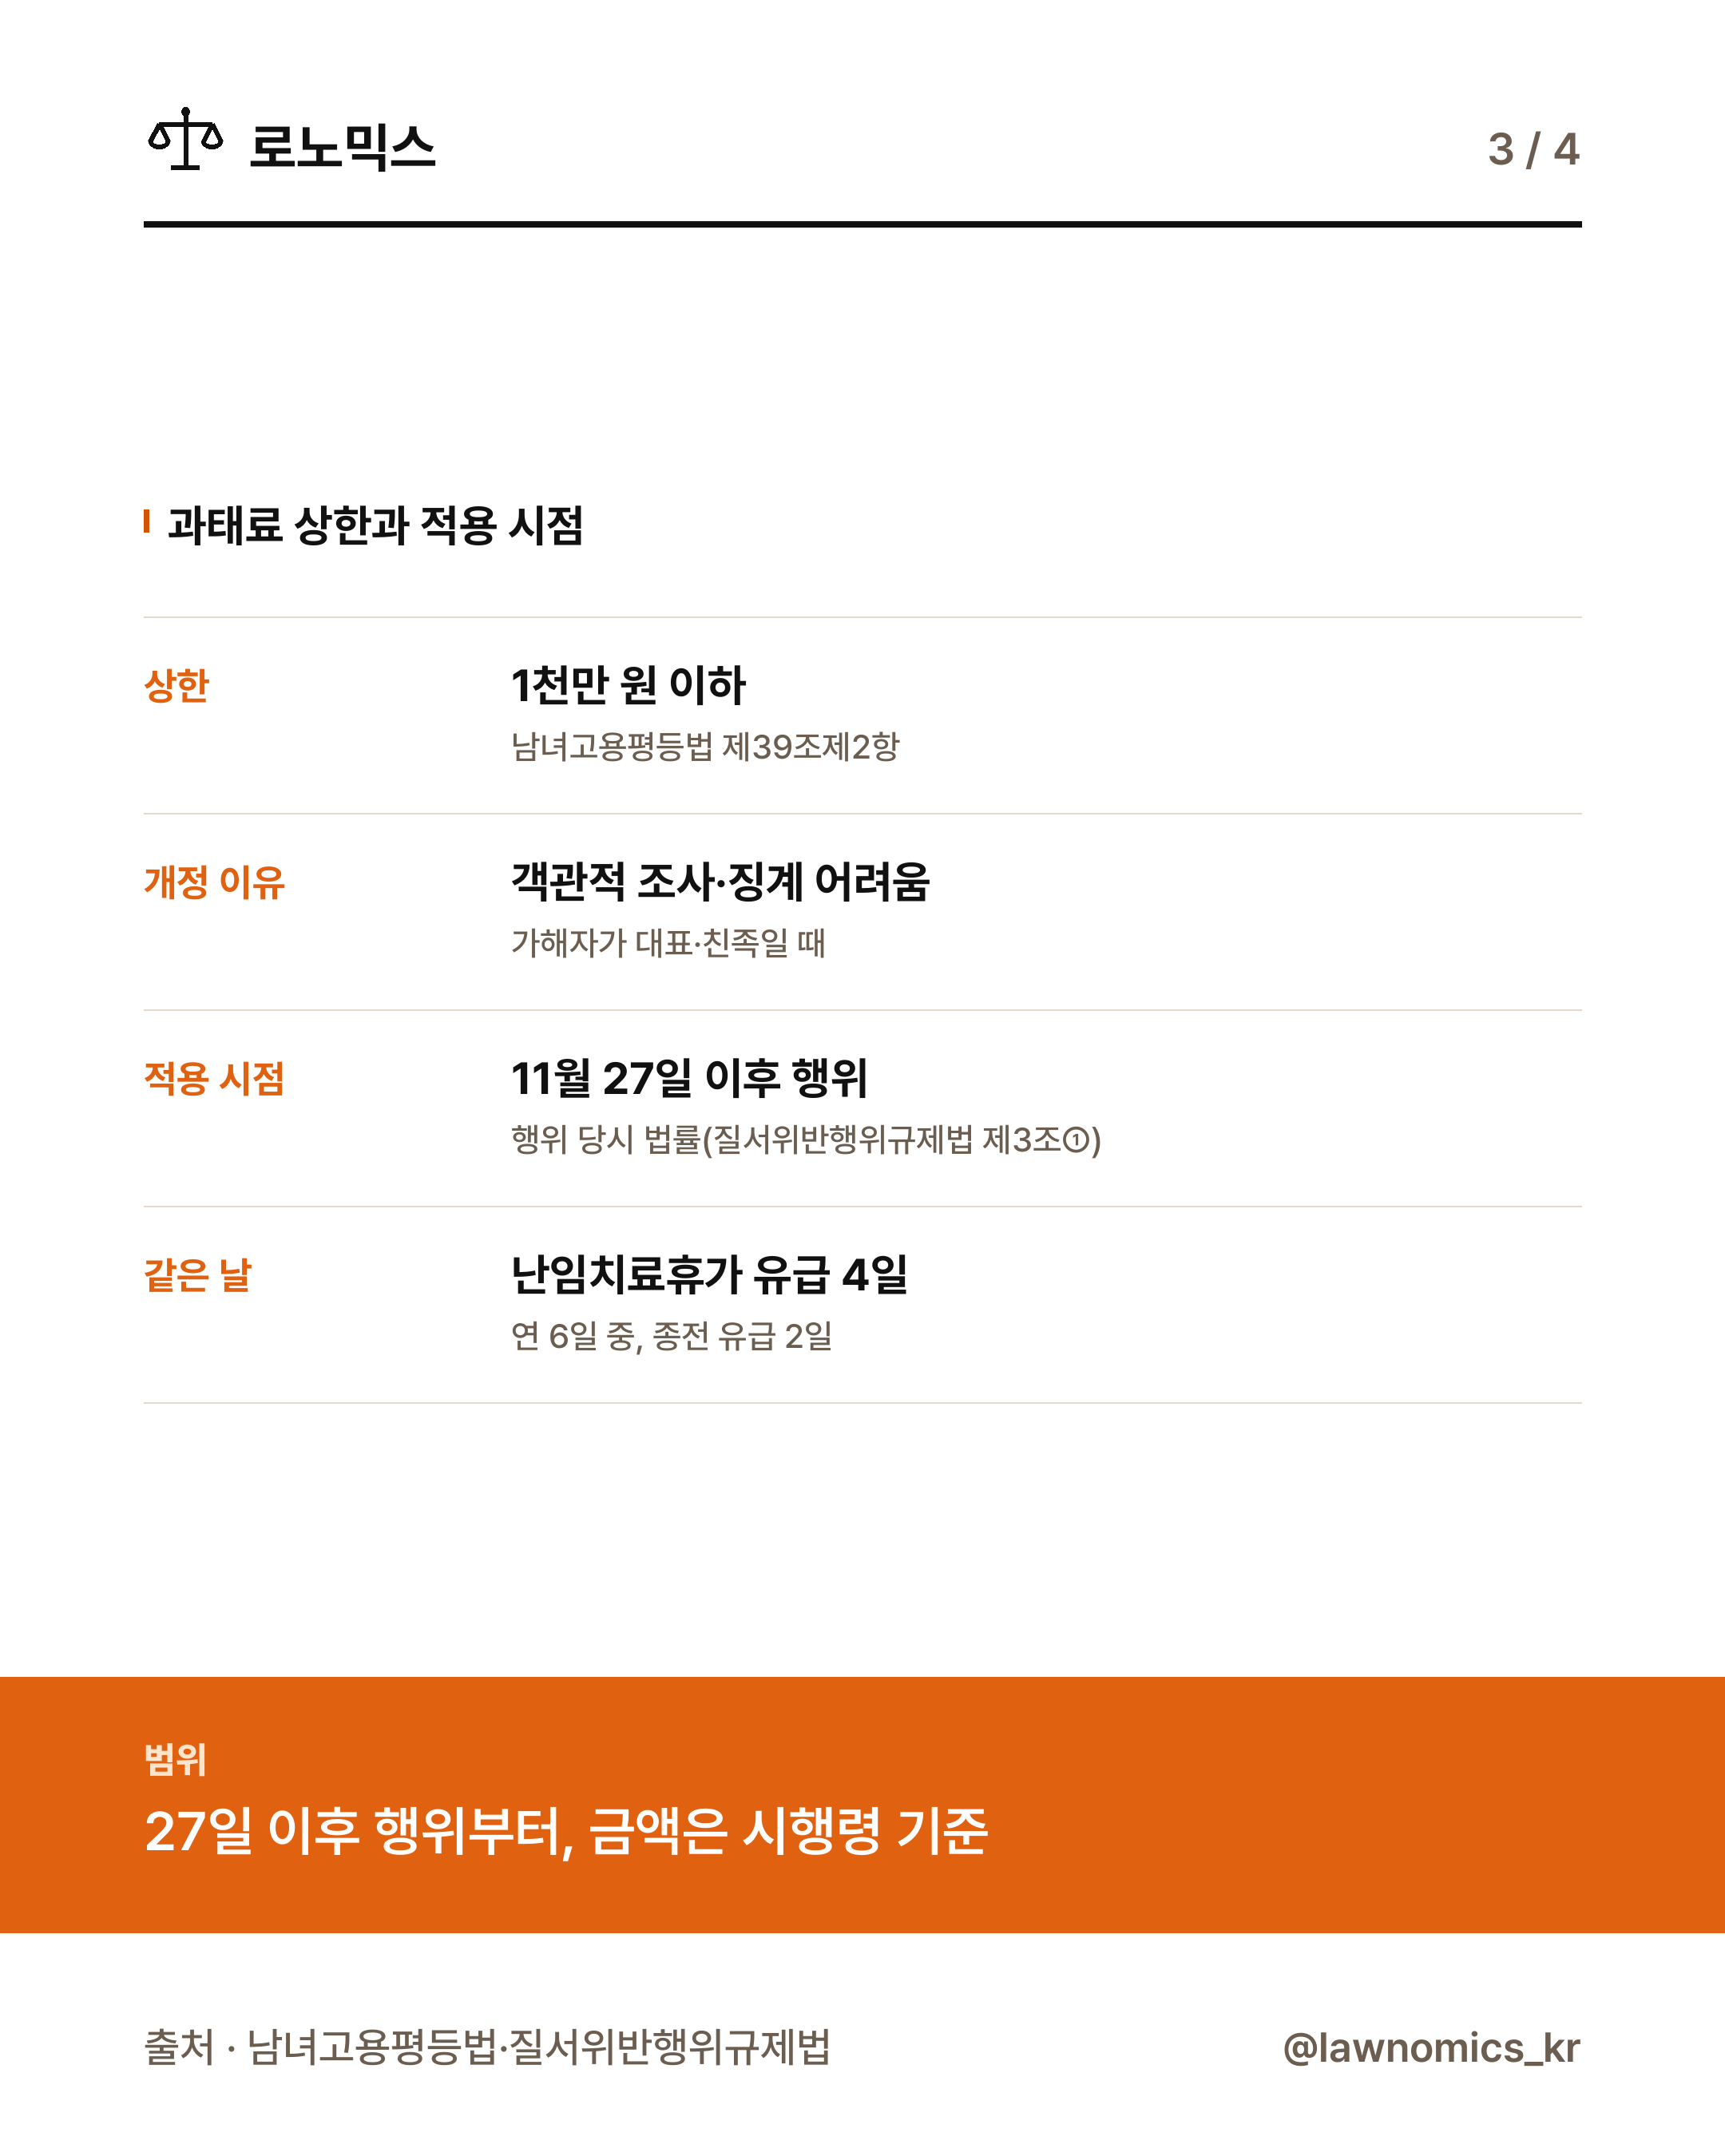 로노믹스
3 / 4
과태료 상한과 적용 시점
상한
1천만 원 이하
남녀고용평등법 제39조제2항
개정 이유
객관적 조사·징계 어려움
가해자가 대표·친족일 때
적용 시점
11월 27일 이후 행위
행위 당시 법률(질서위반행위규제법 제3조①)
같은 날
난임치료휴가 유급 4일
연 6일 중, 종전 유급 2일
범위
27일 이후 행위부터, 금액은 시행령 기준
출처 · 남녀고용평등법·질서위반행위규제법
@lawnomics_kr